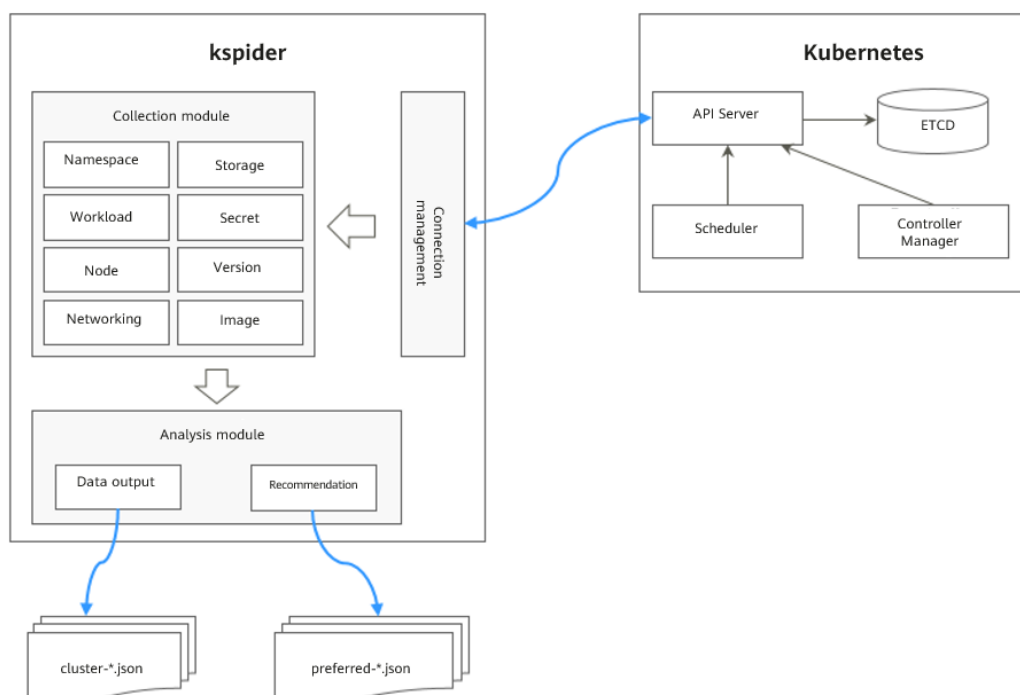 kspider
Kubernetes
Collection module
Namespace
Storage
Workload
Secret
Node
Version
Networking
Image
Connection
management
API Server
ETCD
Scheduler
Controller
Manager
Analysis module
Data output
Recommendation
cluster-*.json
preferred-*.json